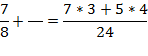 7/8 + — = (7 * 3 + 5 * 4)/24